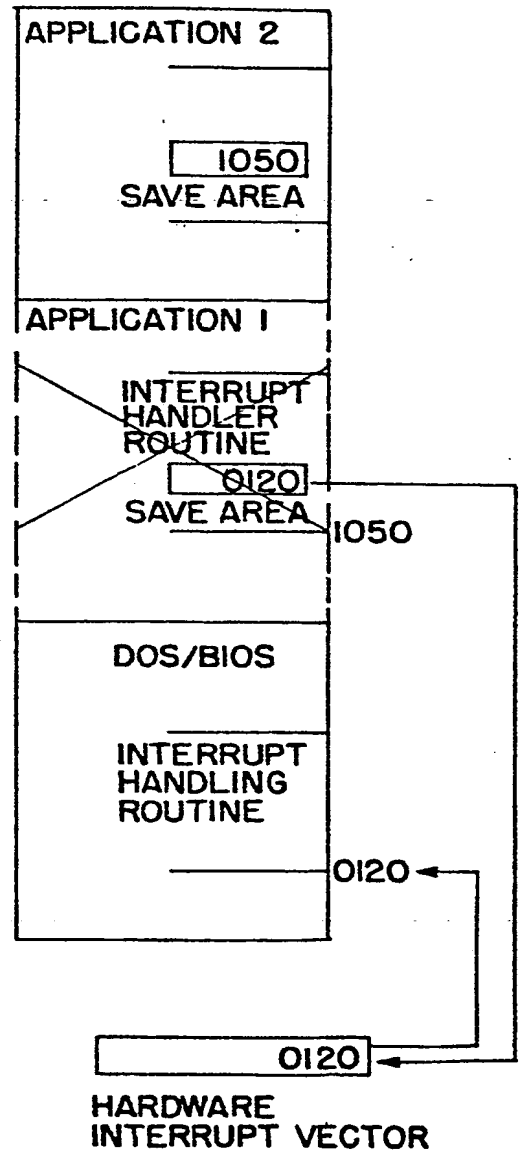 APPLICATION 2
1050
SAVE AREA
APPLICATION 1
INTERRUPT
HANDLER
ROUTINE
0120
SAVE AREA
1050
DOS/BIOS
INTERRUPT
HANDLING
ROUTINE
0120
0120
HARDWARE
INTERRUPT VECTOR